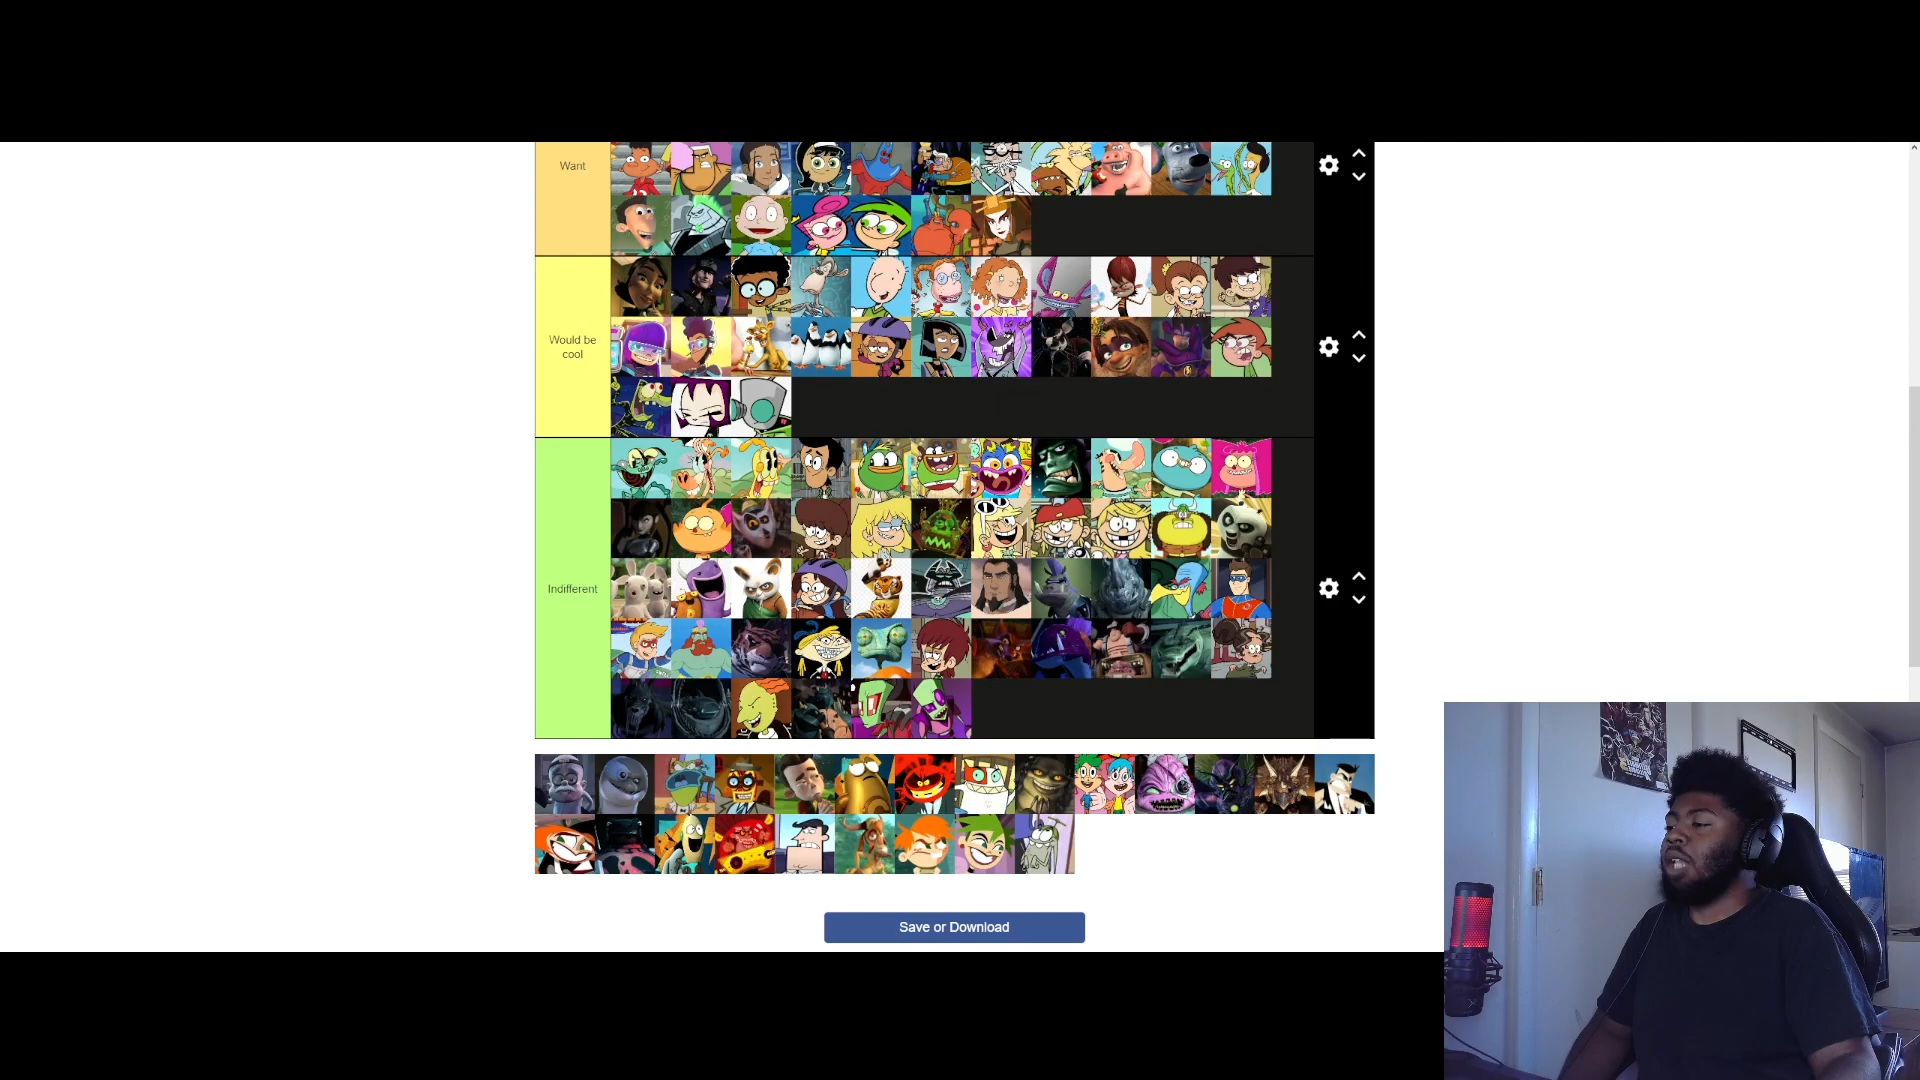 Want
Would be
cool
Indifferent
Save or Download